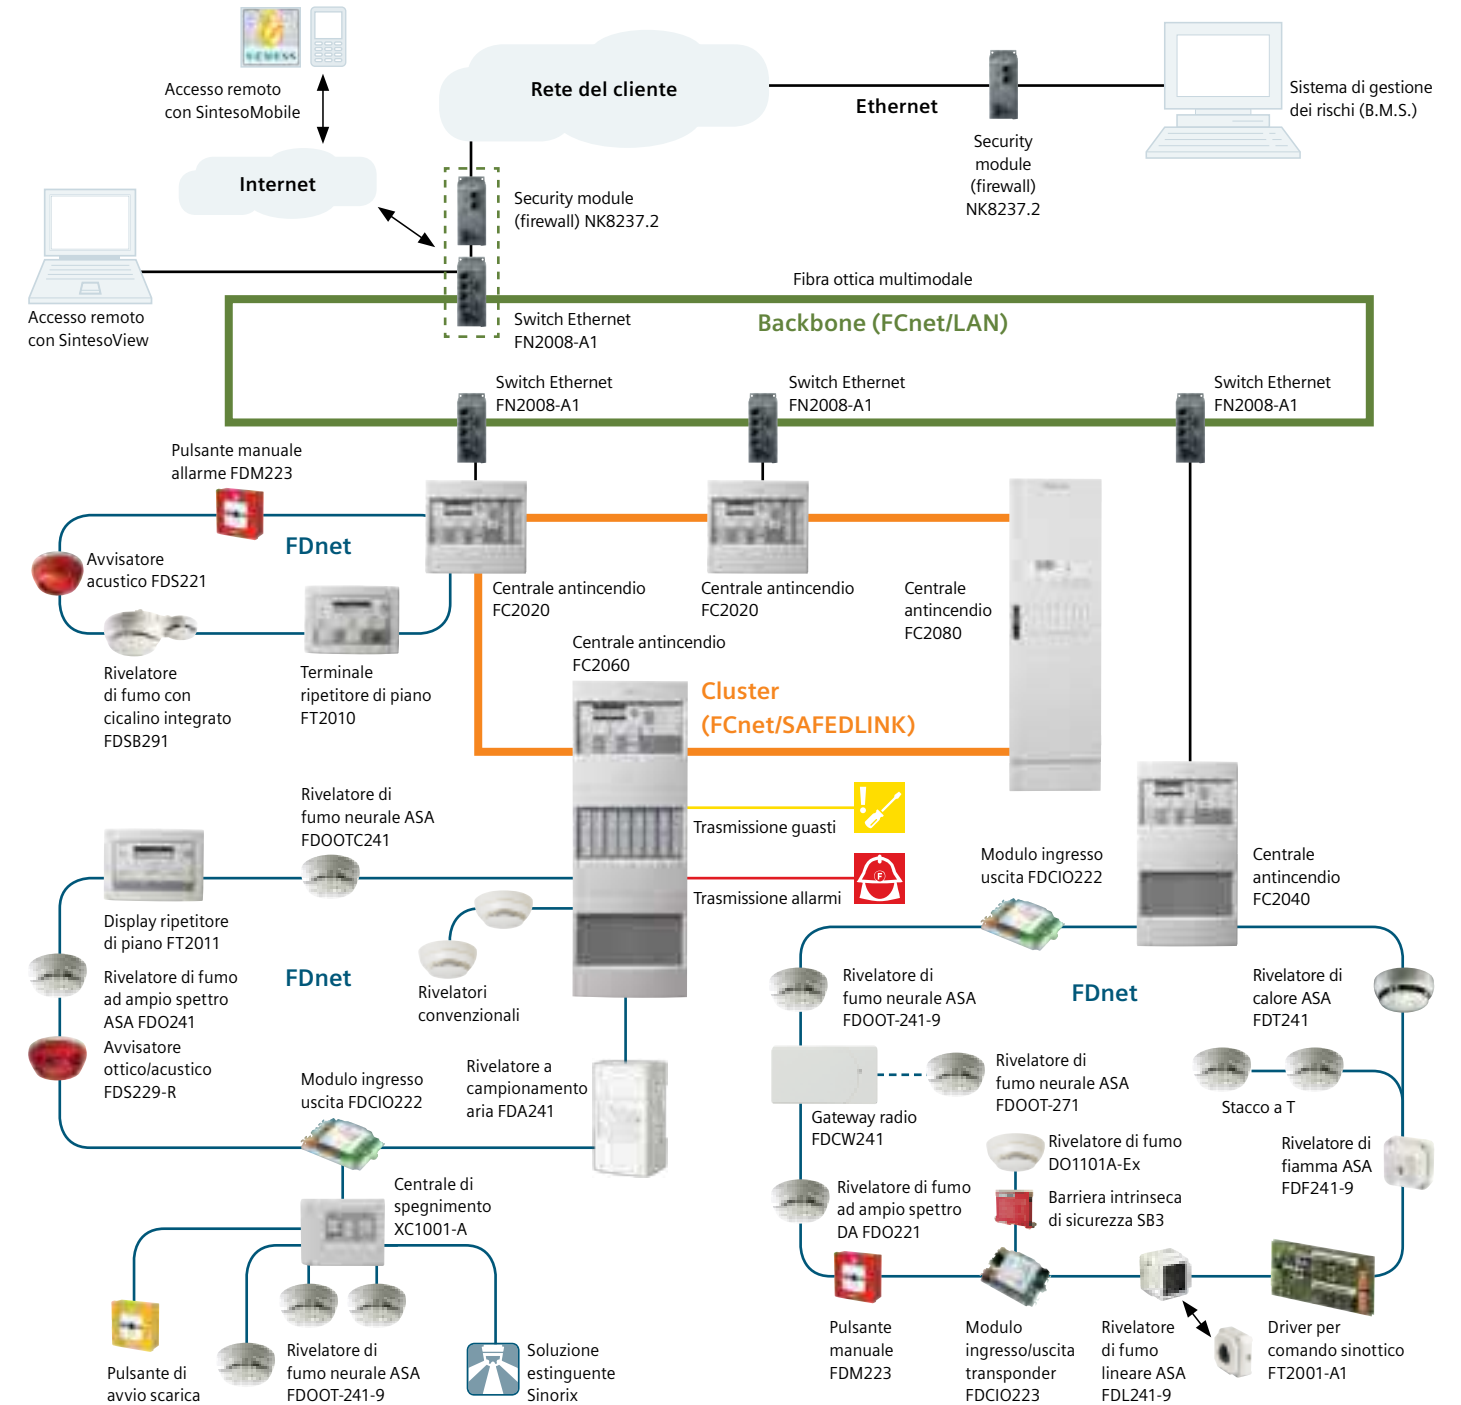 SIEMENS
Accesso remoto
con SintesoMobile
Rete del cliente
Ethernet
Sistema di gestione
dei rischi (B.M.S.)
Security
module
(firewall)
NK8237.2
Internet
Security module
(firewall) NK8237.2
Accesso remoto
con SintesoView
Fibra ottica multimodale
Switch Ethernet
FN2008-A1
Backbone (FCnet/LAN)
Switch Ethernet
FN2008-A1
Switch Ethernet
FN2008-A1
Switch Ethernet
FN2008-A1
Pulsante manuale
allarme FDM223
FDnet
Avvisatore
acustico FDS221
Centrale antincendio
FC2020
Centrale antincendio
FC2020
Centrale
antincendio
FC2080
Rivelatore
di fumo con
cicalino integrato
FDSB291
Terminale
ripetitore di piano
FT2010
Centrale antincendio
FC2060
Cluster
(FCnet/SAFEDLINK)
Rivelatore di
fumo neurale ASA
FDOOTC241
Trasmissione guasti
F
Trasmissione allarmi
Modulo ingresso
uscita FDCIO222
Centrale
antincendio
FC2040
Display ripetitore
di piano FT2011
FDnet
Rivelatore di fumo
ad ampio spettro
ASA FDO241
Rivelatori
convenzionali
Avvisatore
ottico/acustico
FDS229-R
Modulo ingresso
uscita FDCIO222
Rivelatore a
campionamento
aria FDA241
Rivelatore di
fumo neurale ASA
FDOOT-241-9
FDnet
Rivelatore di
calore ASA
FDT241
Rivelatore di
fumo neurale ASA
FDOOT-271
Gateway radio
FDCW241
Stacco a T
Rivelatore di fumo
DO1101A-Ex
Rivelatore di
fiamma ASA
FDF241-9
Barriera intrinseca
di sicurezza SB3
Rivelatore di fumo
ad ampio spettro
DA FDO221
Centrale di
spegnimento
XC1001-A
Pulsante di
avvio scarica
Rivelatore di
fumo neurale ASA
FDOOT-241-9
Soluzione
estinguente
Sinorix
Pulsante
manuale
FDM223
Modulo
ingresso/uscita
transponder
FDCIO223
Rivelatore
di fumo
lineare ASA
FDL241-9
Driver per
comando sinottico
FT2001-A1